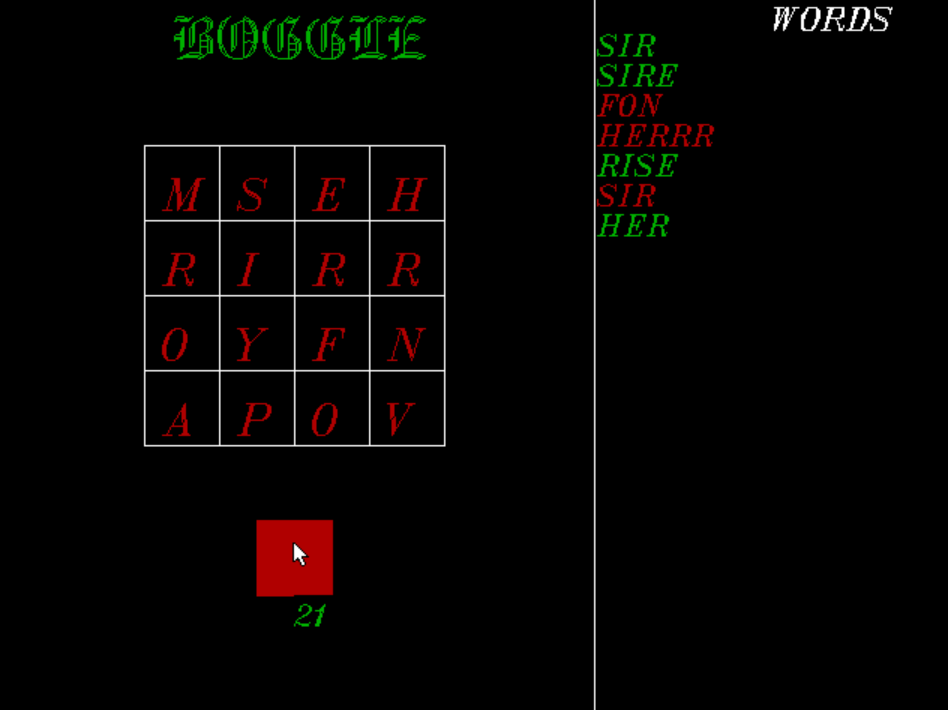 BOGGLE
M S E H
R I R R
O Y F N
A P O V
21
WORDS
SIR
SIRE
FON
HERRR
RISE
SIR
HER